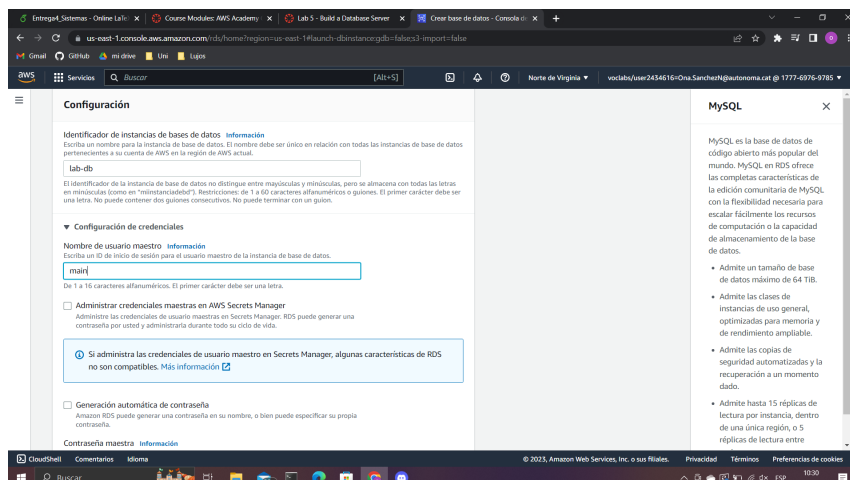 Entrega4_Sistemas - Online LaTe
Course Modules: AWS Academy
Lab 5 - Build a Database Server
Crear base de datos - Consola de
us-east-1.console.aws.amazon.com/rds/home?region=us-east-1#launch-dbinstance:gdb=false;s3-import=false
Gmail
GitHub
mi drive
Uni
Lujos
aws
Servicios
Buscar
[Alt+S]
Norte de Virginia
voclabs/user2434616=Ona.SanchezN@autonoma.cat @ 1777-6976-9785
Configuración
Identificador de instancias de bases de datos Información
Escriba un nombre para la instancia de base de datos. El nombre debe ser único en relación con todas las instancias de base de datos
pertenecientes a su cuenta de AWS en la región de AWS actual.
lab-db
El identificador de la instancia de base de datos no distingue entre mayúsculas y minúsculas, pero se almacena con todas las letras
en minúsculas (como en "miinstanciadebd"). Restricciones: de 1 a 60 caracteres alfanuméricos o guiones. El primer carácter debe ser
una letra. No puede contener dos guiones consecutivos. No puede terminar con un guion.
Configuración de credenciales
Nombre de usuario maestro Información
Escriba un ID de inicio de sesión para el usuario maestro de la instancia de base de datos.
main
De 1 a 16 caracteres alfanuméricos. El primer carácter debe ser una letra.
Administrar credenciales maestras en AWS Secrets Manager
Administre las credenciales de usuario maestras en Secrets Manager. RDS puede generar una
contraseña por usted y administrarla durante todo su ciclo de vida.
Si administra las credenciales de usuario maestro en Secrets Manager, algunas características de RDS
no son compatibles. Más información
Generación automática de contraseña
Amazon RDS puede generar una contraseña en su nombre, o bien puede especificar su propia
contraseña.
Contraseña maestra Información
MySQL
MySQL es la base de datos de
código abierto más popular del
mundo. MySQL en RDS ofrece
las completas características de
la edición comunitaria de MySQL
con la flexibilidad necesaria para
escalar fácilmente los recursos
de computación o la capacidad
de almacenamiento de la base
de datos.
• Admite un tamaño de base
de datos máximo de 64 TiB.
• Admite las clases de
instancias de uso general,
optimizadas para memoria y
de rendimiento ampliable.
• Admite las copias de
seguridad automatizadas y la
recuperación a un momento
dado.
• Admite hasta 15 réplicas de
lectura por instancia, dentro
de una única región, o 5
réplicas de lectura entre
CloudShell
Comentarios
Idioma
© 2023, Amazon Web Services, Inc. o sus filiales.
Privacidad
Términos
Preferencias de cookies
Buscar
ESP
10:30